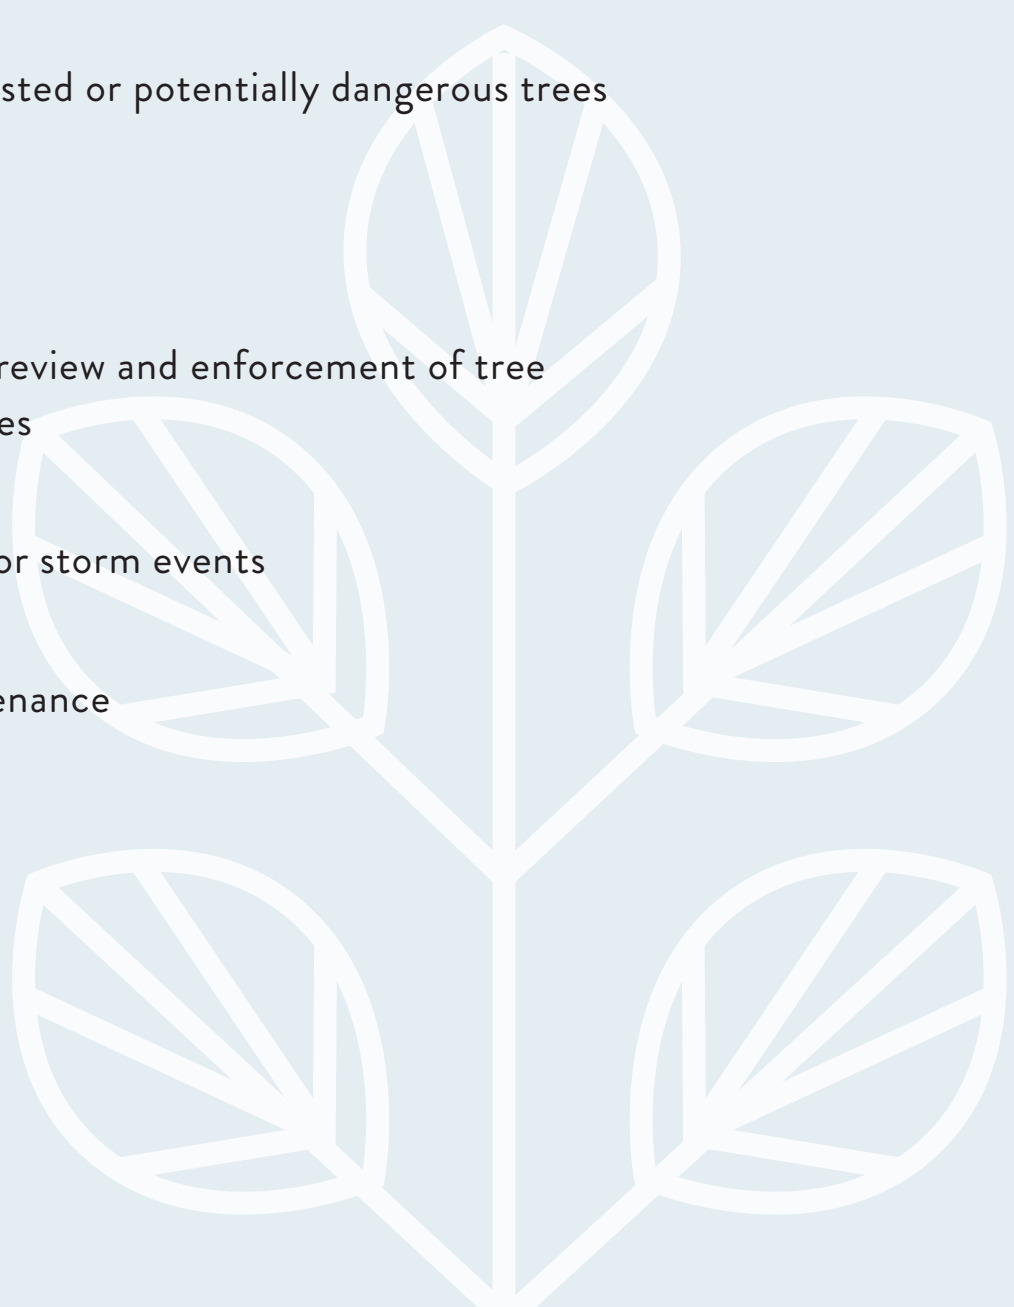 sted or potentially dangerous trees
review and enforcement of tree
es
or storm events
enance